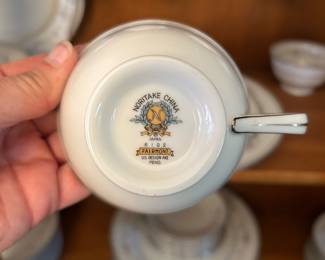 NORITAKE CHINA
N
JAPAN
6102
FAIRMONT
U.S. DESIGN PAT.
PEND.